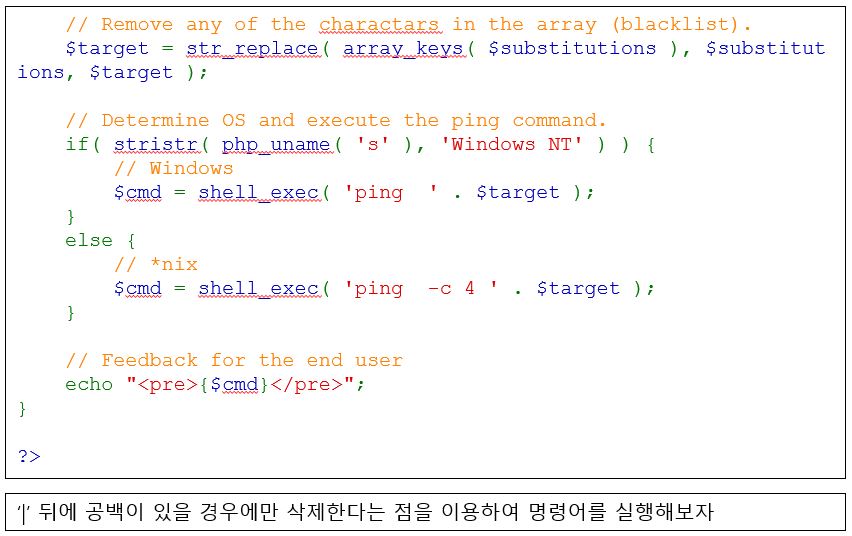 // Remove any of the charactars in the array (blacklist).
$target = str_replace( array_keys( $substitutions ), $substitut
ions, $target );
// Determine OS and execute the ping command.
if( stristr( php_uname( 's' ), 'Windows NT' ) ) {
// Windows
$cmd = shell_exec( 'ping  ' . $target );
}
else {
// *nix
$cmd = shell_exec( 'ping  -c 4 ' . $target );
}
// Feedback for the end user
echo "<pre>{$cmd}</pre>";
}
?>
‘|’ 뒤에 공백이 있을 경우에만 삭제한다는 점을 이용하여 명령어를 실행해보자